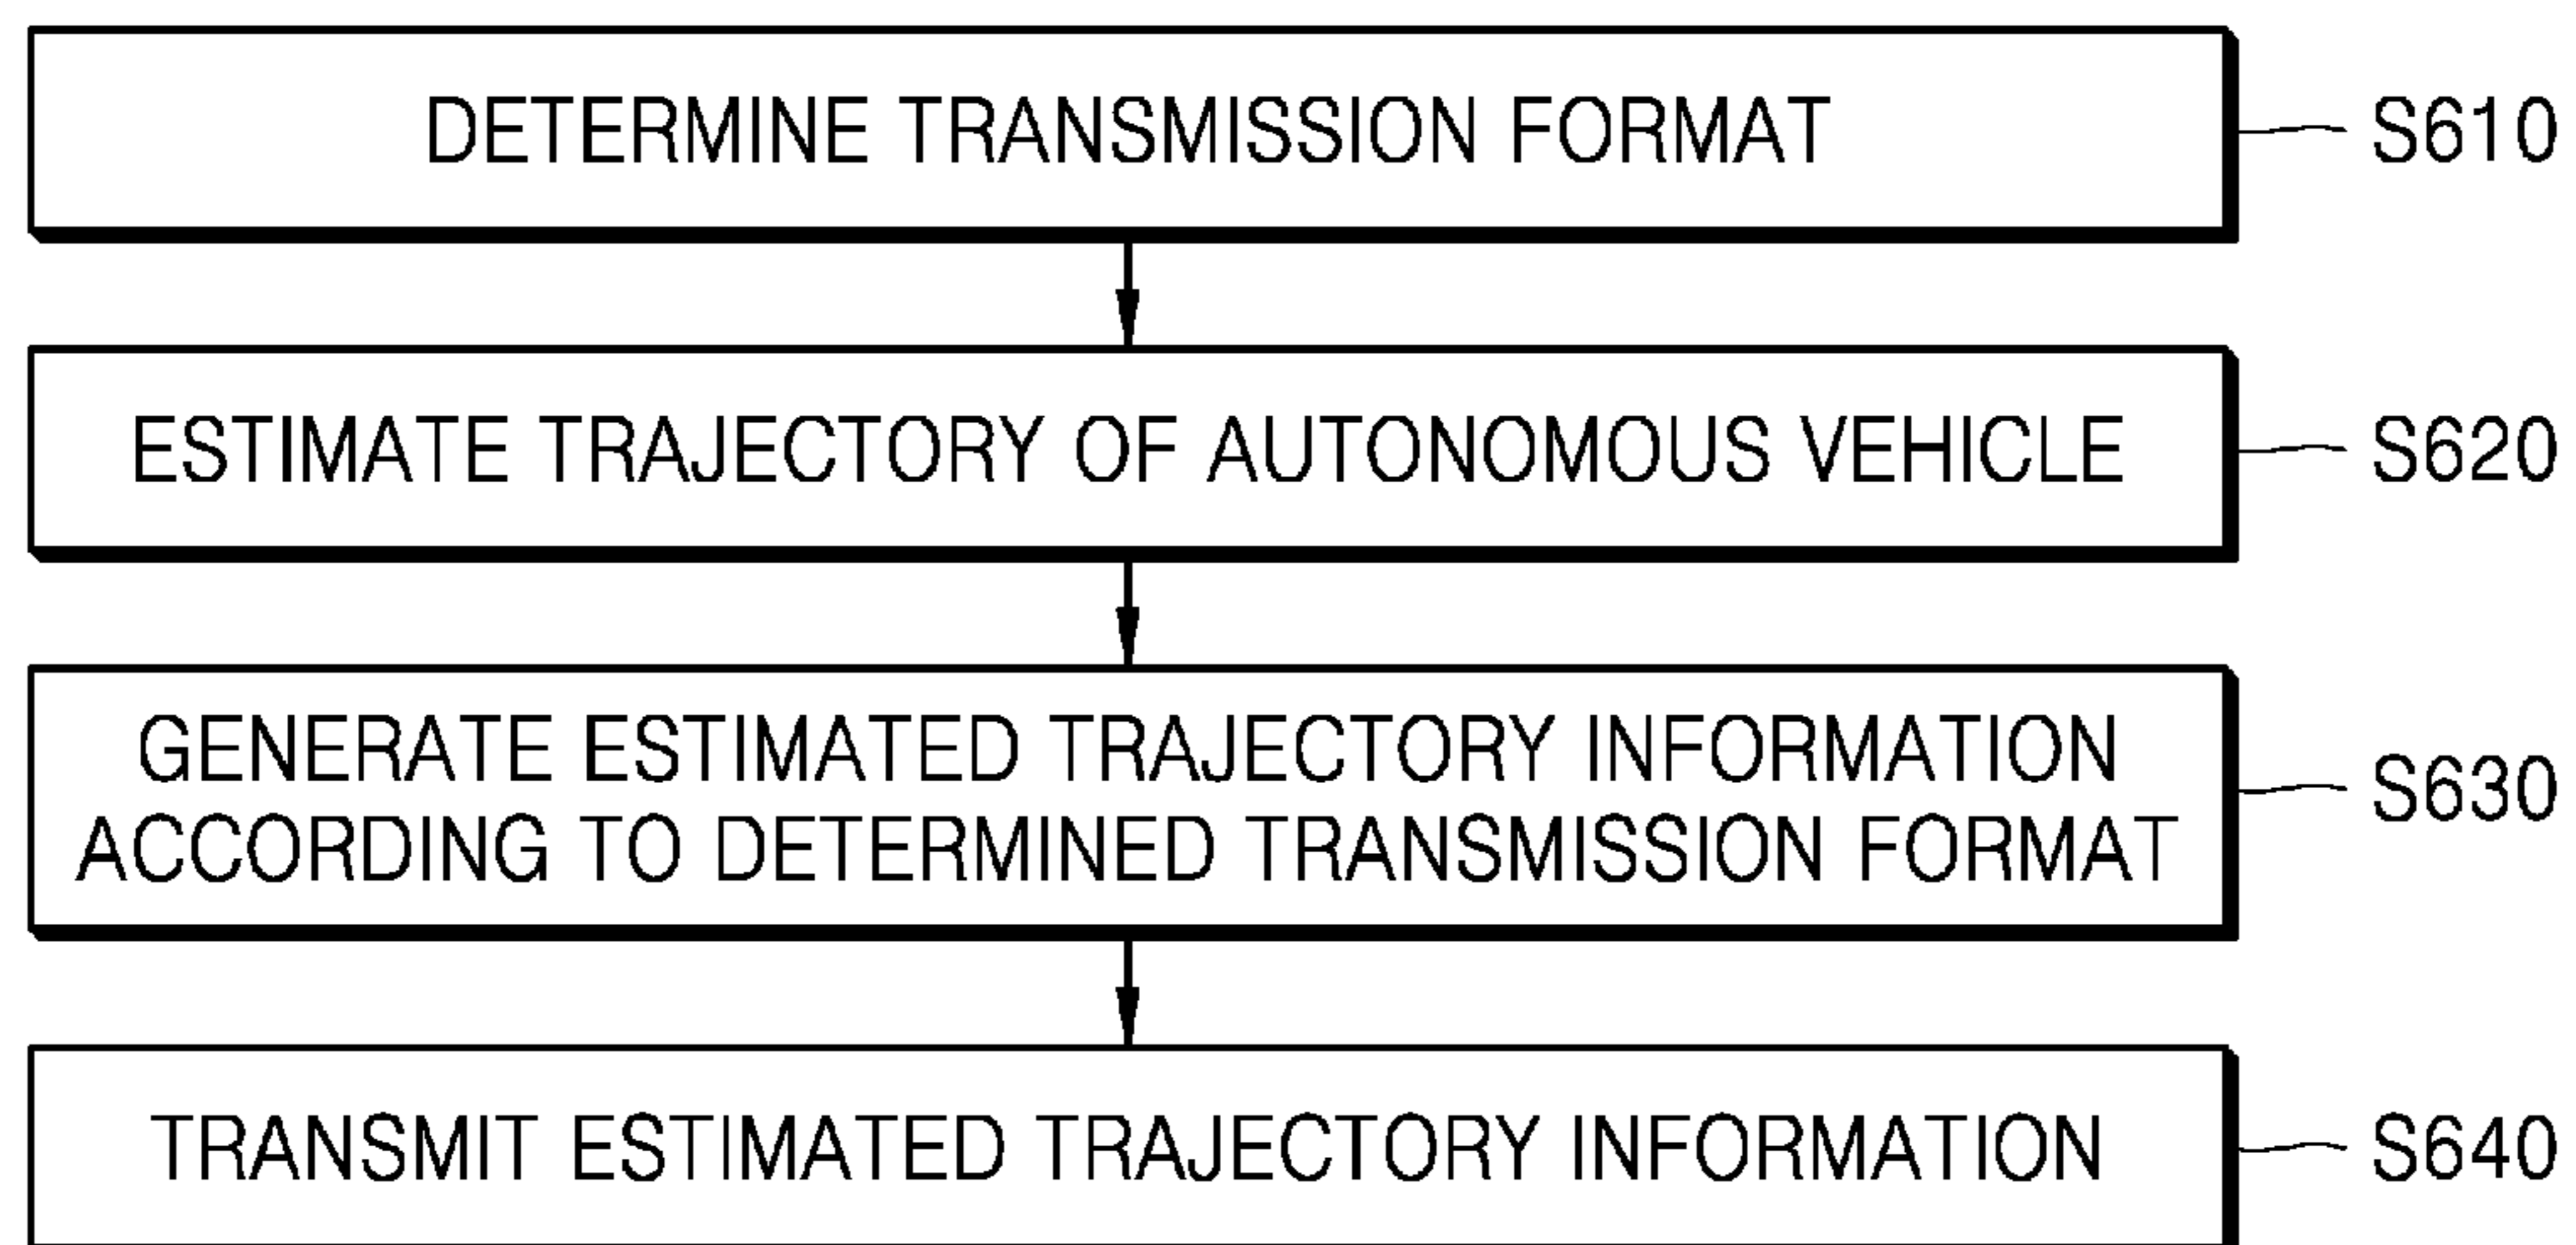 DETERMINE TRANSMISSION FORMAT
S610
ESTIMATE TRAJECTORY OF AUTONOMOUS VEHICLE
S620
GENERATE ESTIMATED TRAJECTORY INFORMATION
ACCORDING TO DETERMINED TRANSMISSION FORMAT
S630
TRANSMIT ESTIMATED TRAJECTORY INFORMATION
S640